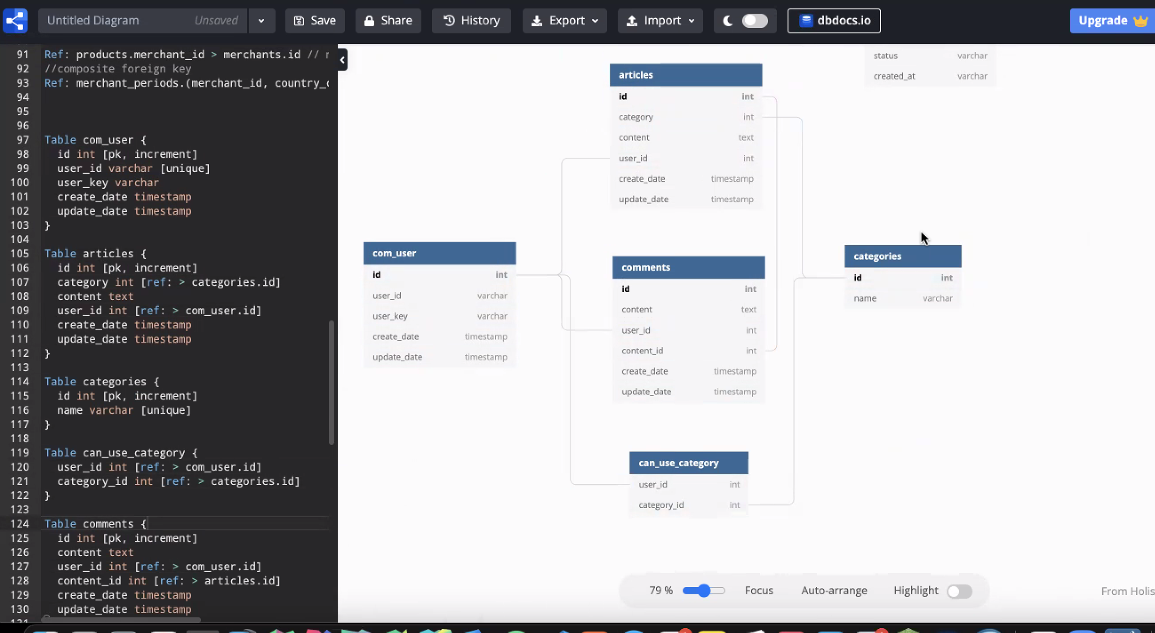 Untitled Diagram
Unsaved
Save
Share
History
Export
Import
dbdocs.io
Upgrade
91 Ref: products.merchant_id > merchants.id //
92 //composite foreign key
93 Ref: merchant_periods.(merchant_id,
94
95
96
97 Table com_user {
98 id int [pk, increment]
99 user_id varchar [unique]
100 user_key varchar
101 create_date timestamp
102 update_date timestamp
103 }
104
105 Table articles {
106 id int [pk, increment]
107 category int [ref: > categories.id]
108 content text
109 user_id int [ref: > com_user.id]
110 create_date timestamp
111 update_date timestamp
112 }
113
114 Table categories {
115 id int [pk, increment]
116 name varchar [unique]
117 }
118
119 Table can_use_category {
120 user_id int [ref: > com_user.id]
121 category_id int [ref: > categories.id]
122 }
123
124 Table comments {
125 id int [pk, increment]
126 content text
127 user_id int [ref: > com_user.id]
128 content_id int [ref: > articles.id]
129 create_date timestamp
130 update_date timestamp
status varchar
created_at varchar
articles
id int
category int
content text
user_id int
create_date timestamp
update_date timestamp
com_user
id int
user_id varchar
user_key varchar
create_date timestamp
update_date timestamp
comments
id int
content text
user_id int
content_id int
create_date timestamp
update_date timestamp
categories
id int
name varchar
can_use_category
user_id int
category_id int
79 %
Focus
Auto-arrange
Highlight
From Holis